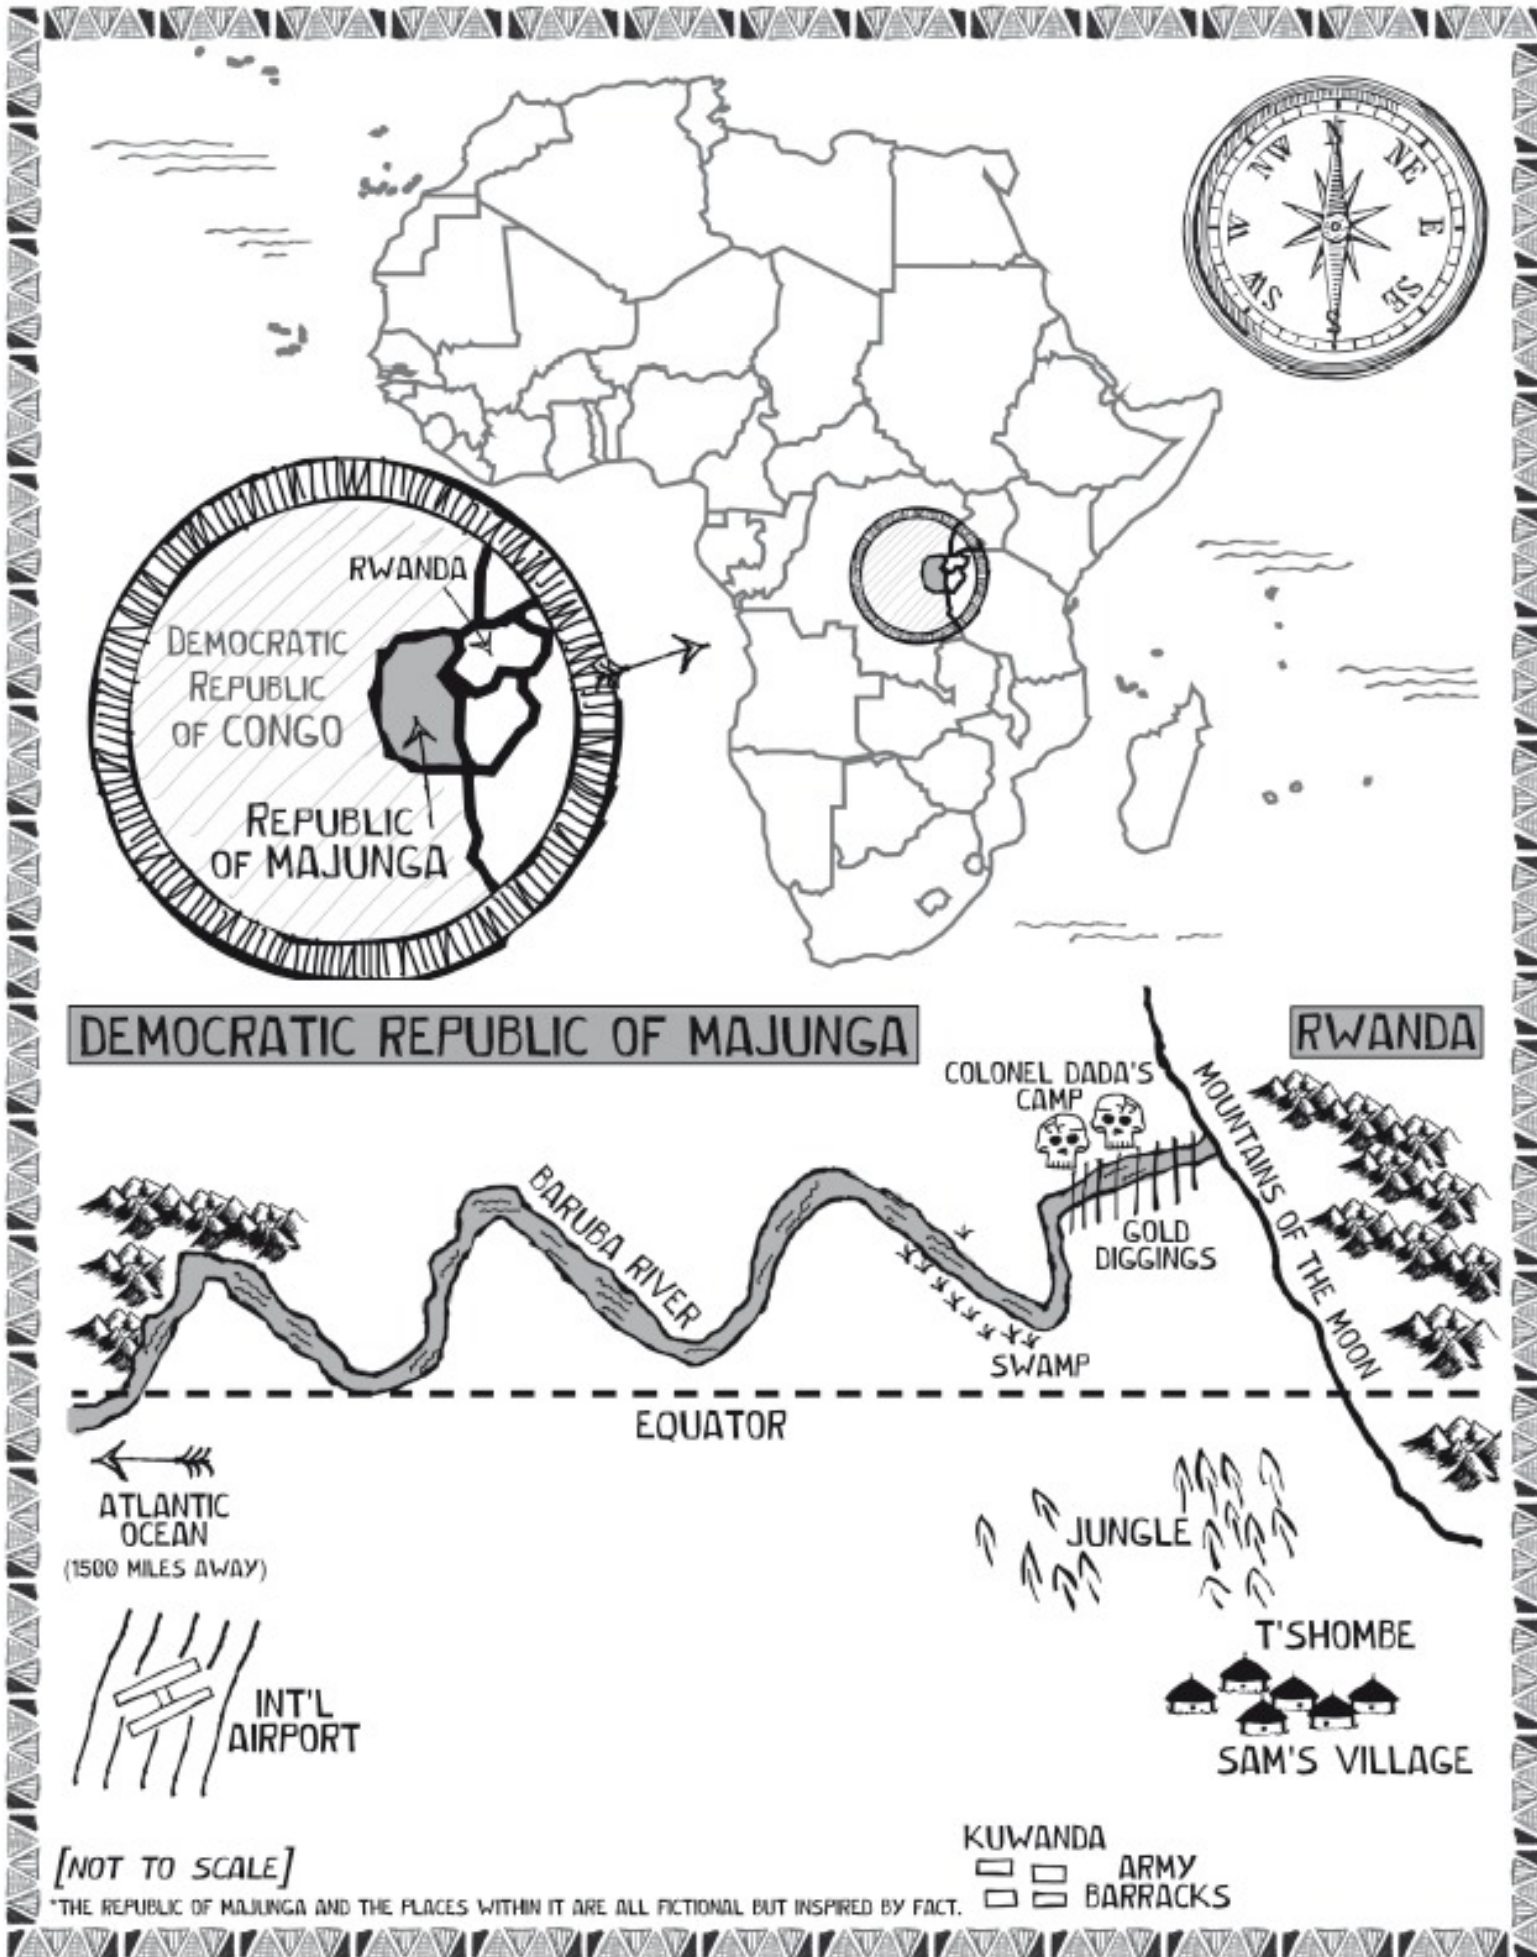 N
NE
E
SE
S
SW
W
NW
RWANDA
DEMOCRATIC
REPUBLIC
OF CONGO
REPUBLIC
OF MAJUNGA
DEMOCRATIC REPUBLIC OF MAJUNGA
RWANDA
COLONEL DADA'S
CAMP
MOUNTAINS OF THE MOON
BARUBA RIVER
GOLD
DIGGINGS
SWAMP
EQUATOR
ATLANTIC
OCEAN
(1500 MILES AWAY)
JUNGLE
T'SHOMBE
SAM'S VILLAGE
INT'L
AIRPORT
KUWANDA
ARMY
BARRACKS
[NOT TO SCALE]
*THE REPUBLIC OF MAJUNGA AND THE PLACES WITHIN IT ARE ALL FICTIONAL BUT INSPIRED BY FACT.